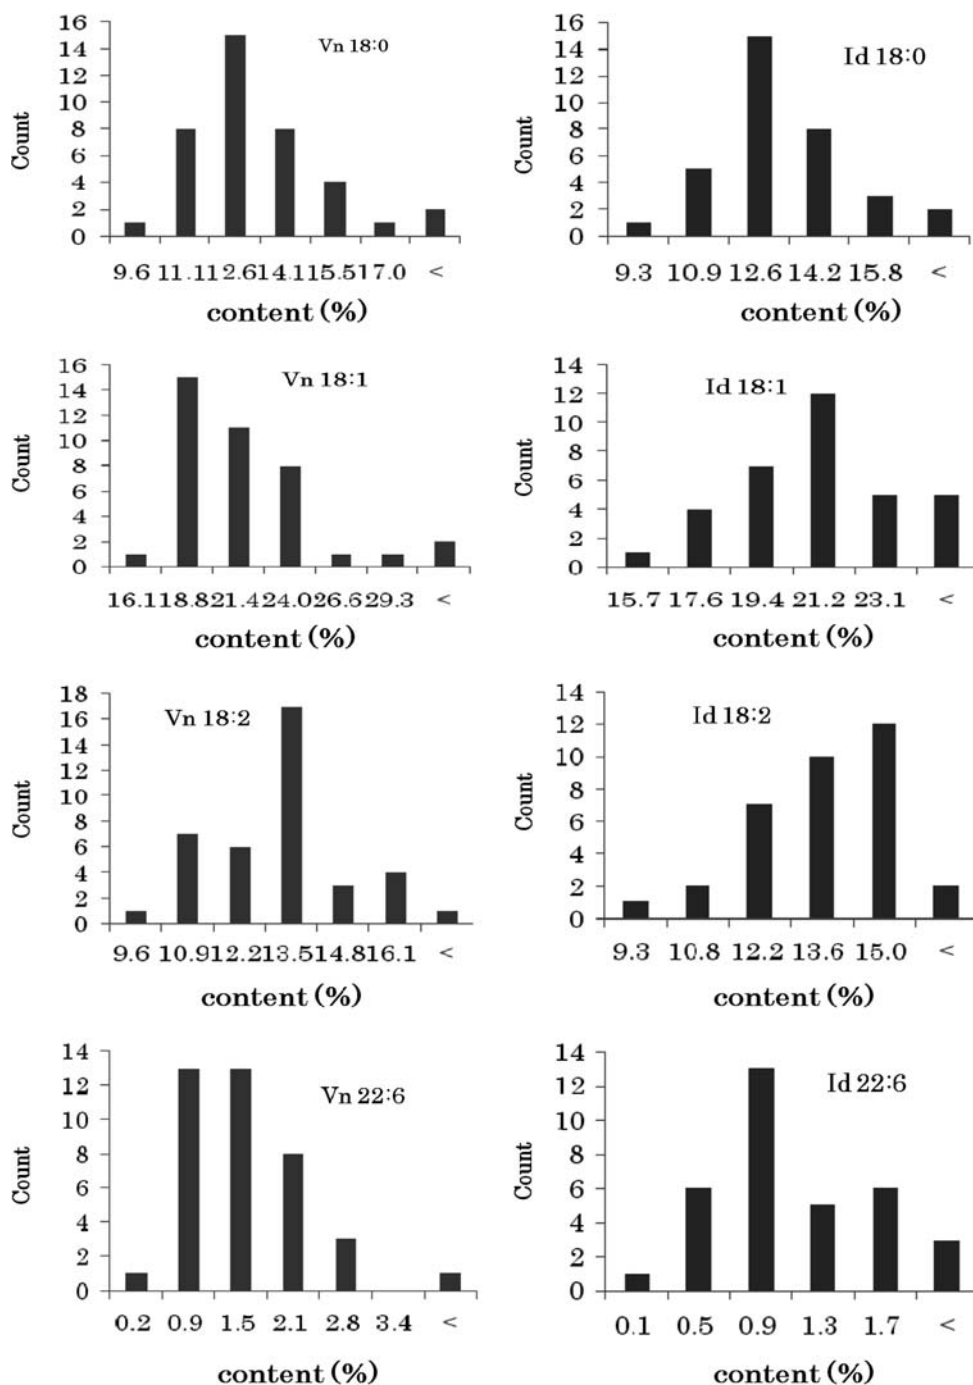 Vn 18:0
Count
16
14
12
10
8
6
4
2
0
9.6 11.1 12.6 14.1 15.5 17.0 <
content (%)
Id 18:0
Count
16
14
12
10
8
6
4
2
0
9.3 10.9 12.6 14.2 15.8 <
content (%)
Vn 18:1
Count
16
14
12
10
8
6
4
2
0
16.1 18.8 21.4 24.0 26.6 29.3 <
content (%)
Id 18:1
Count
14
12
10
8
6
4
2
0
15.7 17.6 19.4 21.2 23.1 <
content (%)
Vn 18:2
Count
18
16
14
12
10
8
6
4
2
0
9.6 10.9 12.2 13.5 14.8 16.1 <
content (%)
Id 18:2
Count
14
12
10
8
6
4
2
0
9.3 10.8 12.2 13.6 15.0 <
content (%)
Vn 22:6
Count
14
12
10
8
6
4
2
0
0.2 0.9 1.5 2.1 2.8 3.4 <
content (%)
Id 22:6
Count
14
12
10
8
6
4
2
0
0.1 0.5 0.9 1.3 1.7 <
content (%)